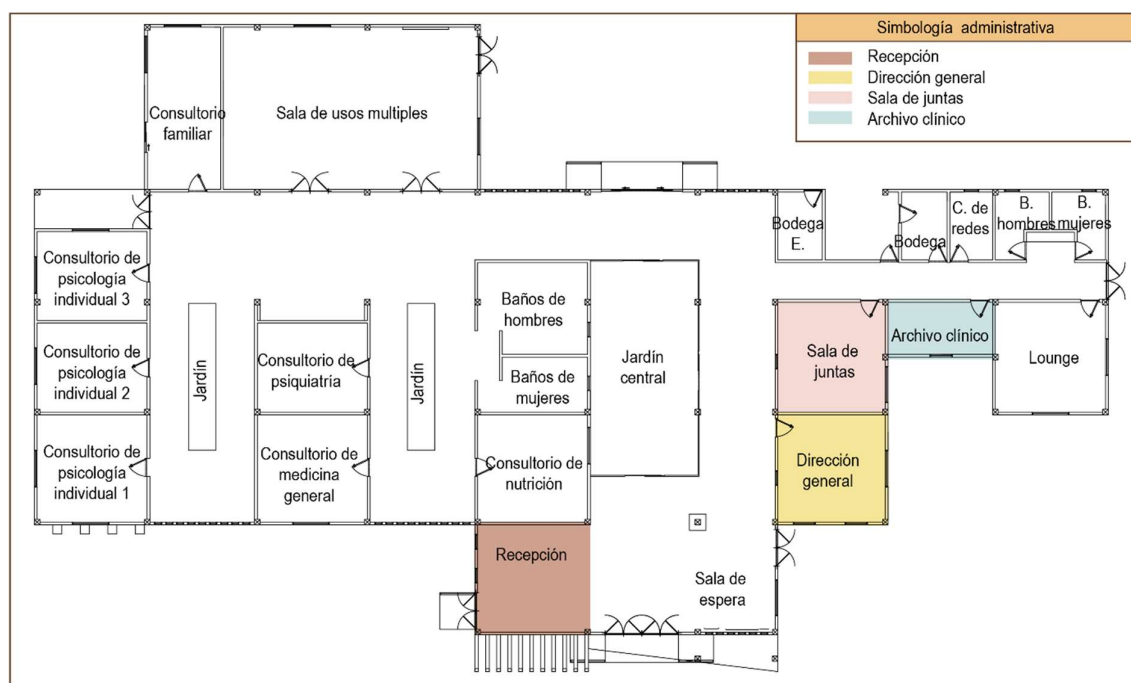 Simbología administrativa
Recepción
Dirección general
Sala de juntas
Archivo clínico
Consultorio
familiar
Sala de usos multiples
Bodega
E.
Bodega
C. de
redes
B.
hombres
B.
mujeres
Consultorio de
psicología
individual 3
Baños de
hombres
Jardín
central
Sala de
juntas
Archivo clínico
Lounge
Consultorio de
psicología
individual 2
Jardín
Consultorio de
psiquiatría
Jardín
Baños de
mujeres
Consultorio de
psicología
individual 1
Consultorio de
medicina
general
Consultorio de
nutrición
Dirección
general
Recepción
Sala de
espera